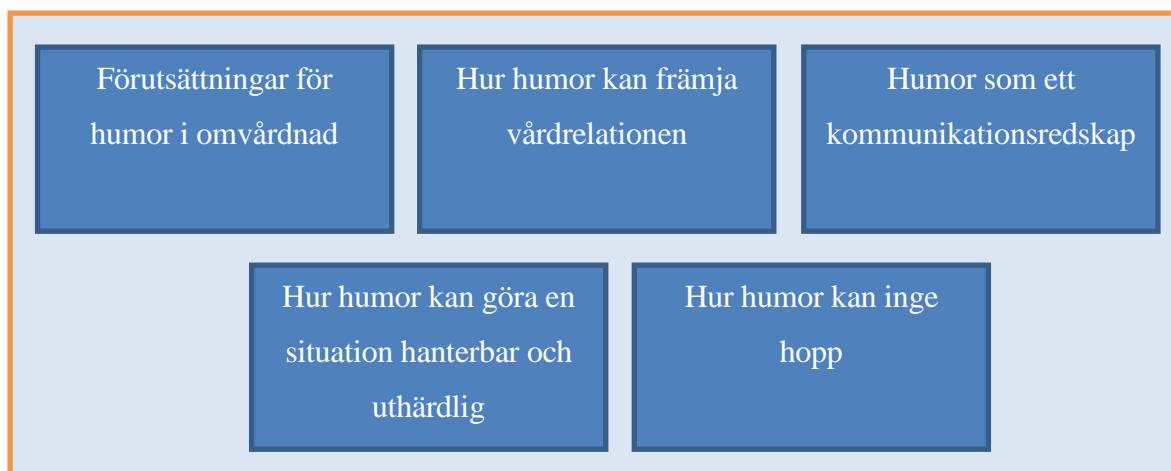 Förutsättningar för
humor i omvårdnad
Hur humor kan främja
vårdrelationen
Humor som ett
kommunikationsredskap
Hur humor kan göra en
situation hanterbar och
uthärdlig
Hur humor kan inge
hopp